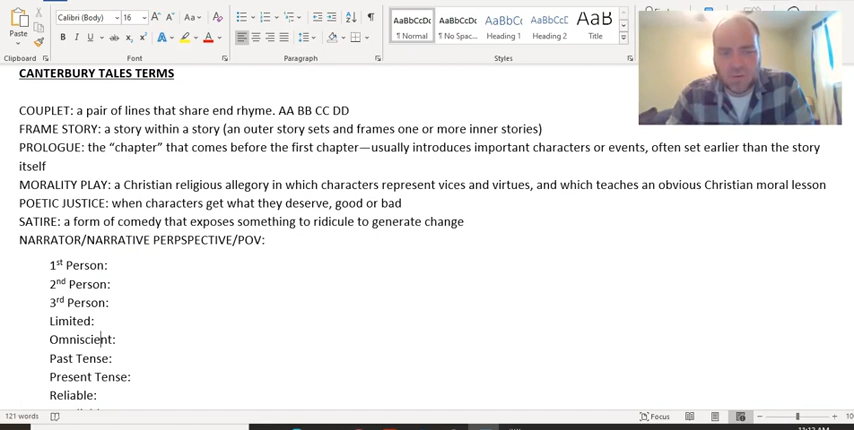 Calibri (Body) 16 A A Aa
Paste
B I U ab x₂ x² A A
AaBbCcDc AaBbCcDc AaBbCc AaBbCcE AaB
¶ Normal ¶ No Spac... Heading 1 Heading 2 Title
Clipboard Font Paragraph Styles
CANTERBURY TALES TERMS
COUPLET: a pair of lines that share end rhyme. AA BB CC DD
FRAME STORY: a story within a story (an outer story sets and frames one or more inner stories)
PROLOGUE: the “chapter” that comes before the first chapter—usually introduces important characters or events, often set earlier than the story
itself
MORALITY PLAY: a Christian religious allegory in which characters represent vices and virtues, and which teaches an obvious Christian moral lesson
POETIC JUSTICE: when characters get what they deserve, good or bad
SATIRE: a form of comedy that exposes something to ridicule to generate change
NARRATOR/NARRATIVE PERPSPECTIVE/POV:
1st Person:
2nd Person:
3rd Person:
Limited:
Omniscient:
Past Tense:
Present Tense:
Reliable:
121 words Focus 10